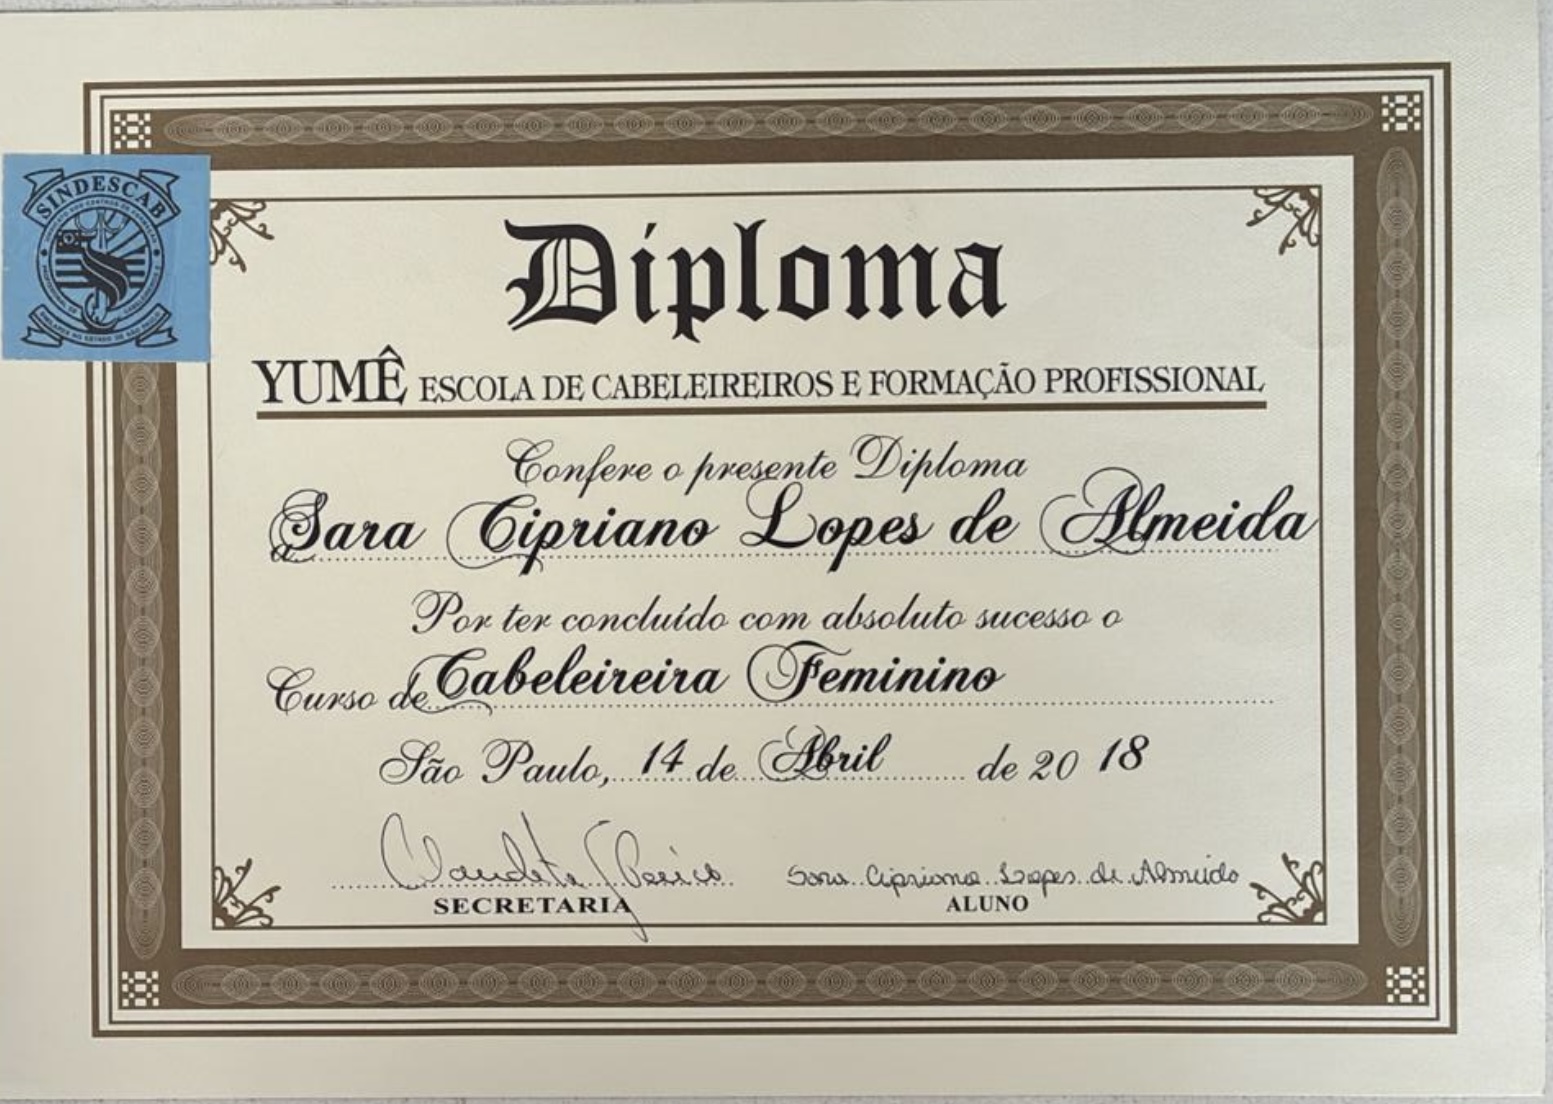 SINDESCAB
Diploma
YUMÊ ESCOLA DE CABELEIREIROS E FORMAÇÃO PROFISSIONAL
Confere o presente Diploma
a Sara Cipriano Lopes de Almeida
Por ter concluído com absoluto sucesso o
Curso de Cabeleireira Feminino
São Paulo, 14 de Abril de 20 18
Sara Cipriano Lopes de Almeida
SECRETARIA ALUNO